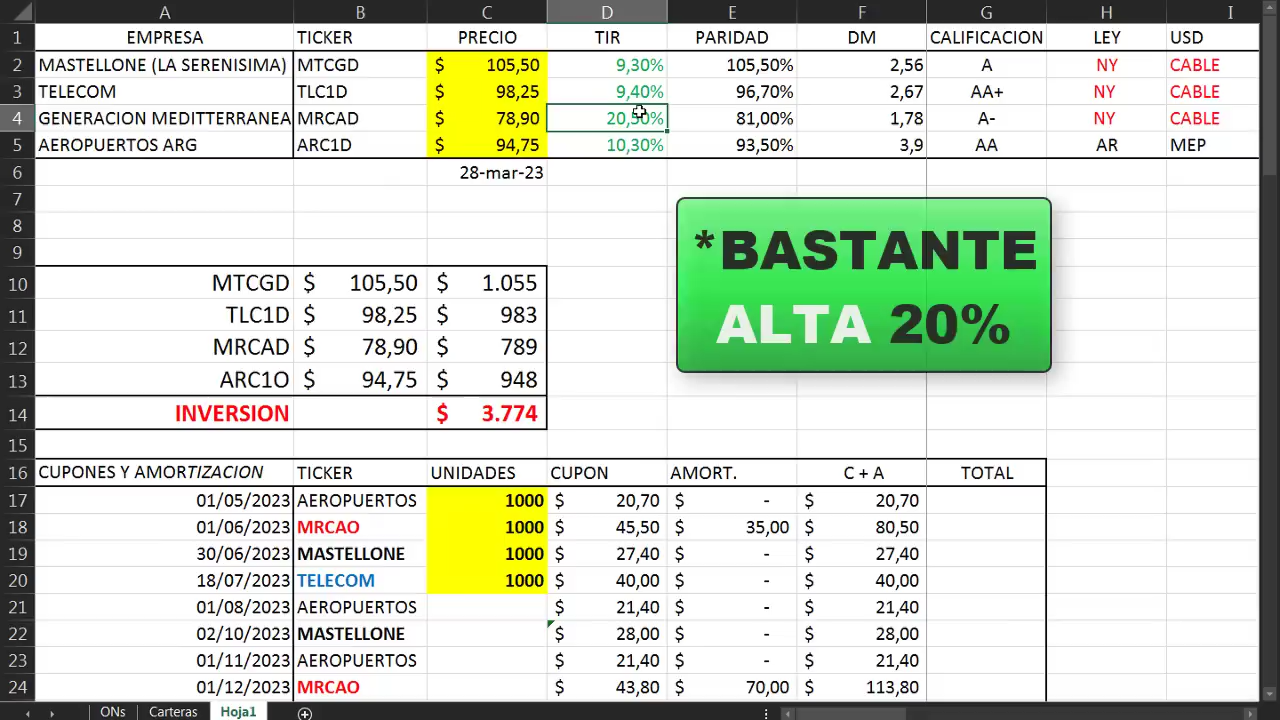 A B C D E F G H I
1 EMPRESA TICKER PRECIO TIR PARIDAD DM CALIFICACION LEY USD
2 MASTELLONE (LA SERENISIMA) MTCGD $ 105,50 9,30% 105,50% 2,56 A NY CABLE
3 TELECOM TLC1D $ 98,25 9,40% 96,70% 2,67 AA+ NY CABLE
4 GENERACION MEDITTERRANEA MRCAD $ 78,90 20,50% 81,00% 1,78 A- NY CABLE
5 AEROPUERTOS ARG ARC1D $ 94,75 10,30% 93,50% 3,9 AA AR MEP
6 28-mar-23
7
8
9
*BASTANTE
ALTA 20%
10 MTCGD $ 105,50 $ 1.055
11 TLC1D $ 98,25 $ 983
12 MRCAD $ 78,90 $ 789
13 ARC1O $ 94,75 $ 948
14 INVERSION $ 3.774
15
16 CUPONES Y AMORTIZACION TICKER UNIDADES CUPON AMORT. C + A TOTAL
17 01/05/2023 AEROPUERTOS 1000 $ 20,70 $ - $ 20,70
18 01/06/2023 MRCAO 1000 $ 45,50 $ 35,00 $ 80,50
19 30/06/2023 MASTELLONE 1000 $ 27,40 $ - $ 27,40
20 18/07/2023 TELECOM 1000 $ 40,00 $ - $ 40,00
21 01/08/2023 AEROPUERTOS $ 21,40 $ - $ 21,40
22 02/10/2023 MASTELLONE $ 28,00 $ - $ 28,00
23 01/11/2023 AEROPUERTOS $ 21,40 $ - $ 21,40
24 01/12/2023 MRCAO $ 43,80 $ 70,00 $ 113,80
ONs Carteras Hoja1